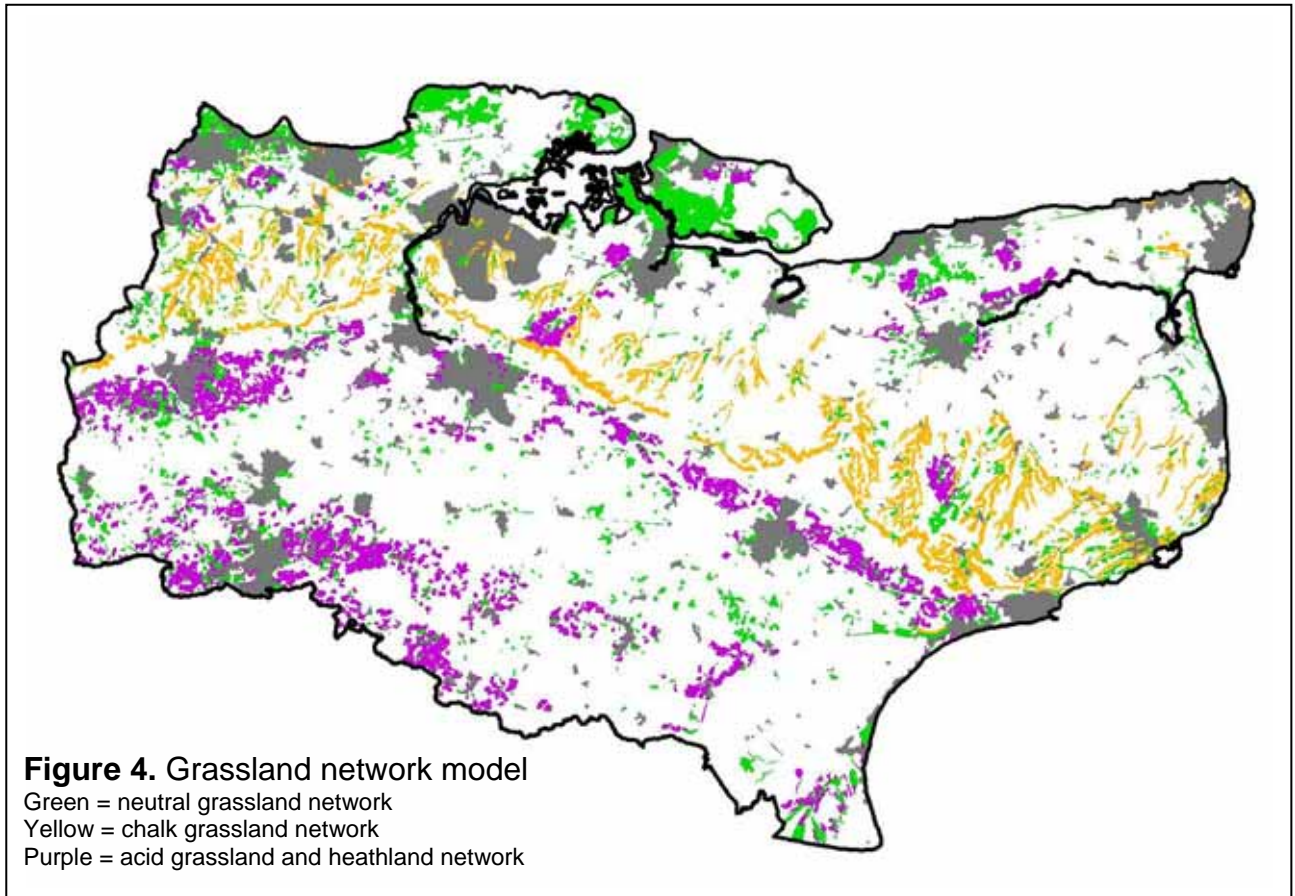 Figure 4. Grassland network model
Green = neutral grassland network
Yellow = chalk grassland network
Purple = acid grassland and heathland network